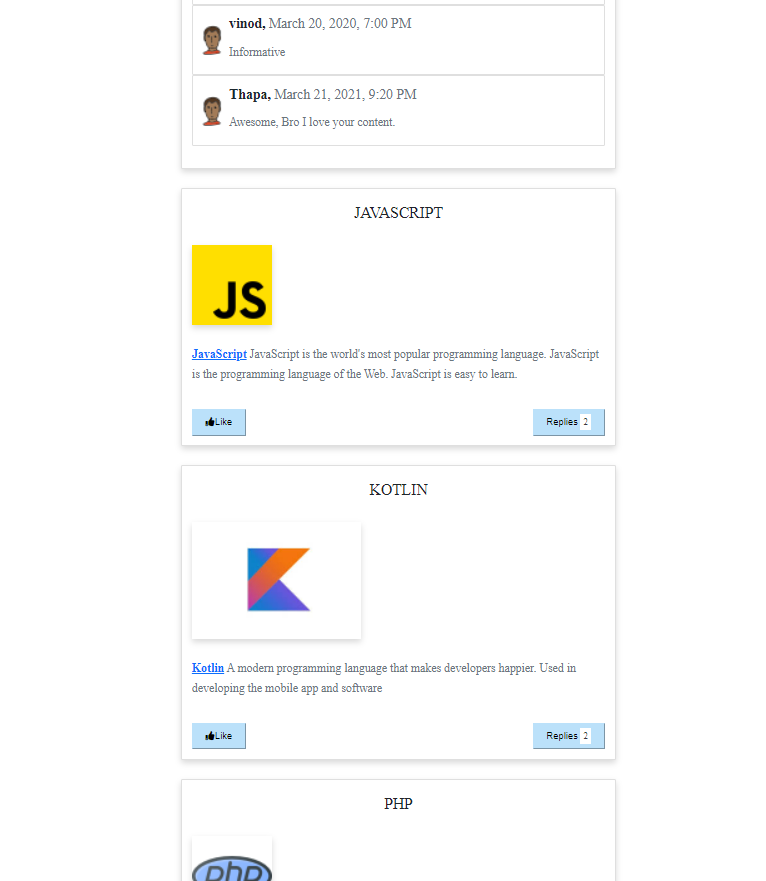 vinod, March 20, 2020, 7:00 PM
Informative
Thapa, March 21, 2021, 9:20 PM
Awesome, Bro I love your content.
JAVASCRIPT
JS
JavaScript JavaScript is the world's most popular programming language. JavaScript
is the programming language of the Web. JavaScript is easy to learn.
Like
Replies 2
KOTLIN
Kotlin A modern programming language that makes developers happier. Used in
developing the mobile app and software
Like
Replies 2
PHP
php